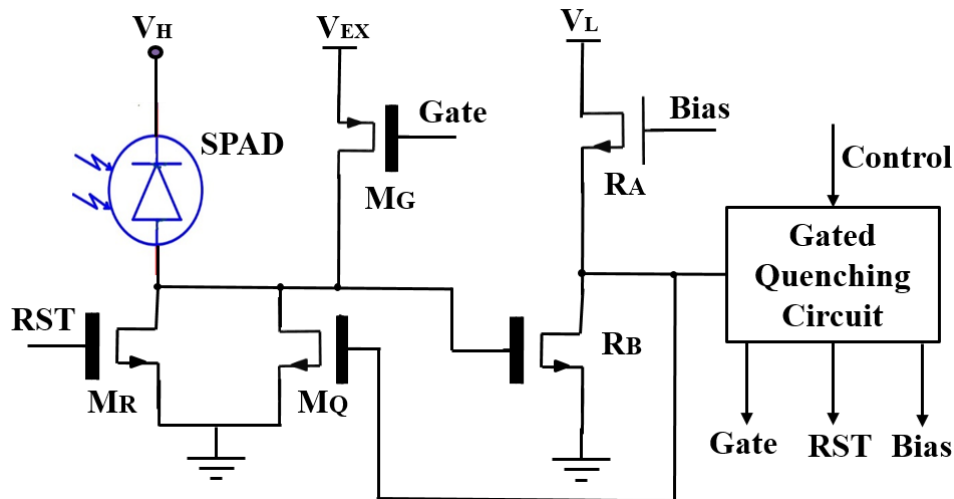 VH
VEX
VL
SPAD
Gate
MG
Bias
RA
Control
Gated
Quenching
Circuit
RST
MR
MQ
RB
Gate
RST
Bias